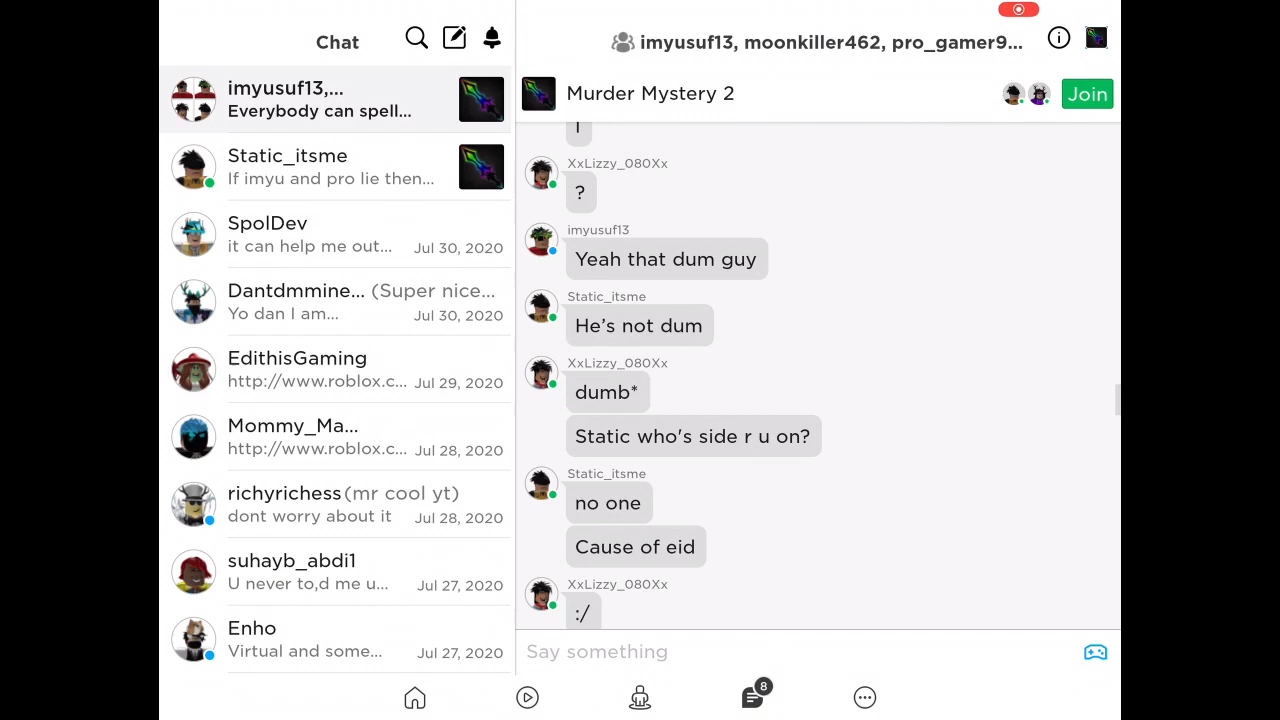 Chat
imyusuf13,...
Everybody can spell...
Static_itsme
If imyu and pro lie then...
SpolDev
it can help me out...
Jul 30, 2020
Dantdmmine... (Super nice...
Yo dan I am...
Jul 30, 2020
EdithisGaming
http://www.roblox.c...
Jul 29, 2020
Mommy_Ma...
http://www.roblox.c...
Jul 28, 2020
richyrichess(mr cool yt)
dont worry about it
Jul 28, 2020
suhayb_abdi1
U never to,d me u...
Jul 27, 2020
Enho
Virtual and some...
Jul 27, 2020
imyusuf13, moonkiller462, pro_gamer9...
Murder Mystery 2
Join
XxLizzy_080Xx
?
imyusuf13
Yeah that dum guy
Static_itsme
He's not dum
XxLizzy_080Xx
dumb*
Static who's side r u on?
Static_itsme
no one
Cause of eid
XxLizzy_080Xx
:/
Say something
8